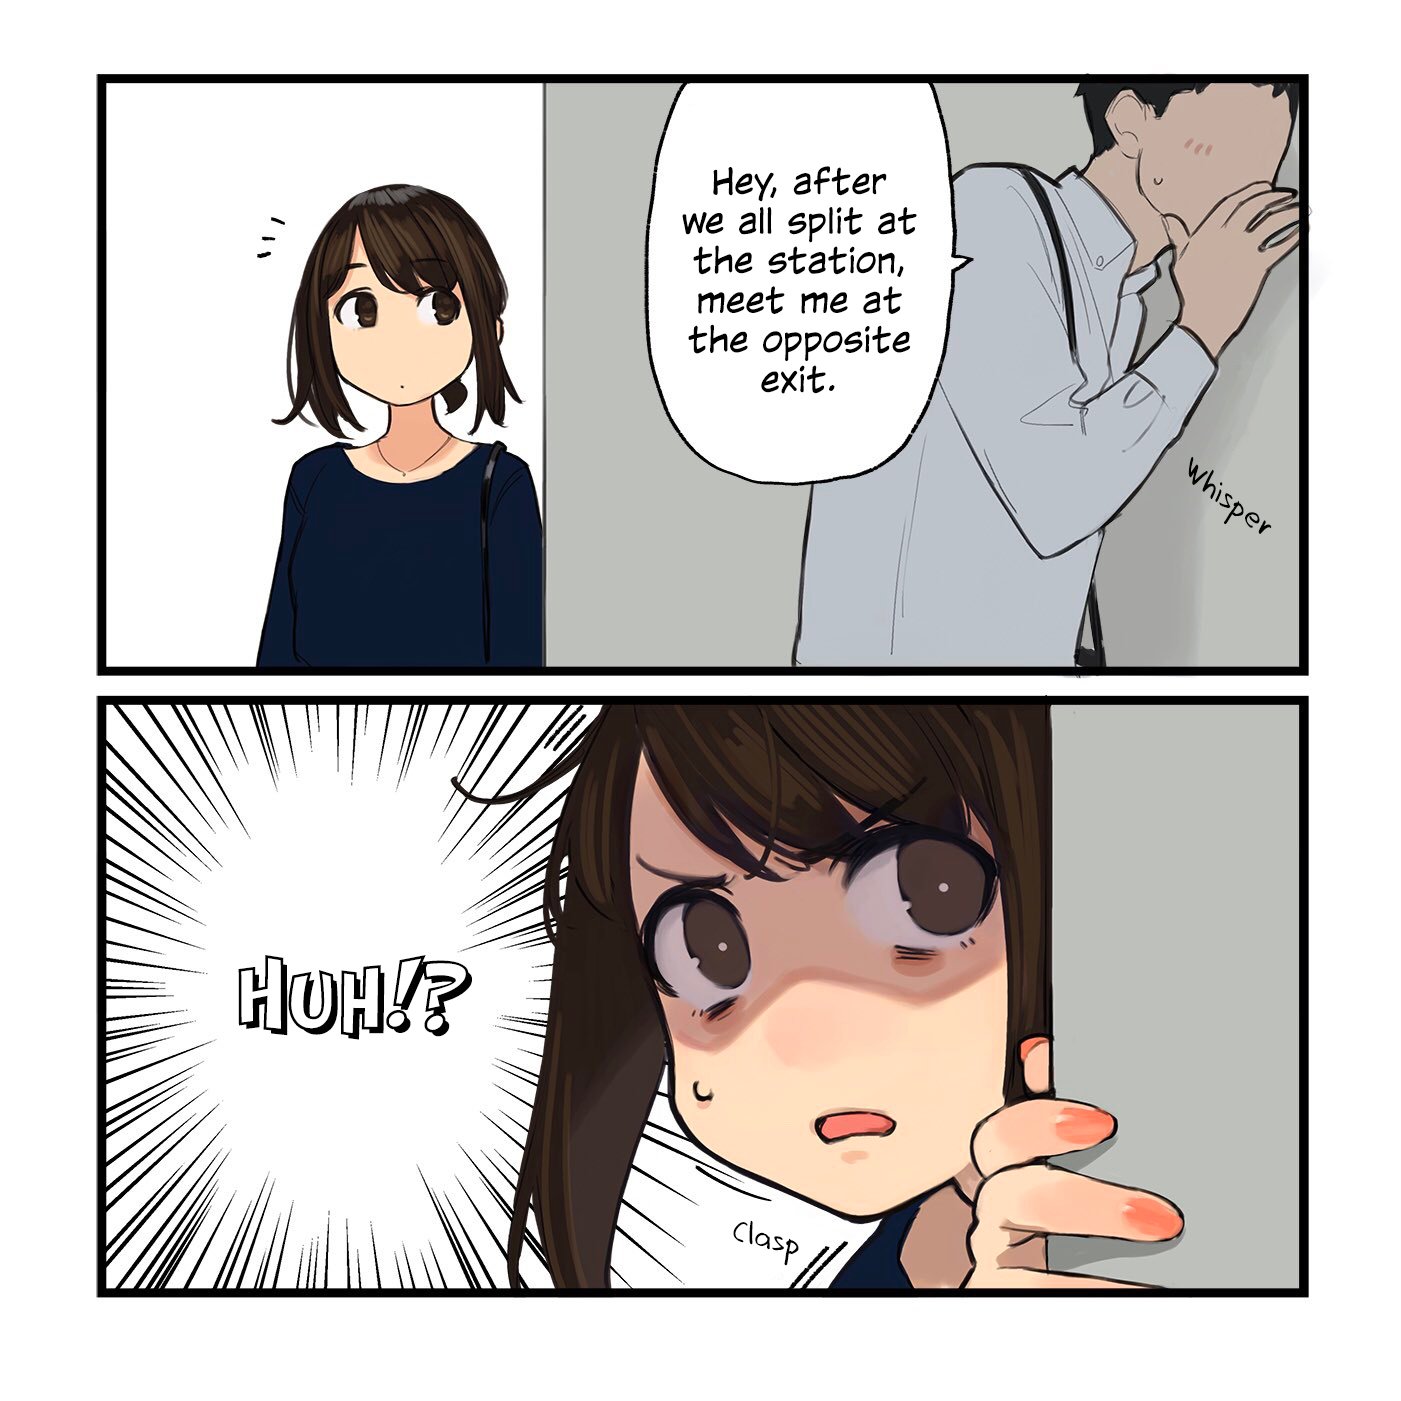 Hey, after
we all split at
the station,
meet me at
the opposite
exit.
Whisper
HUH!?
Clasp